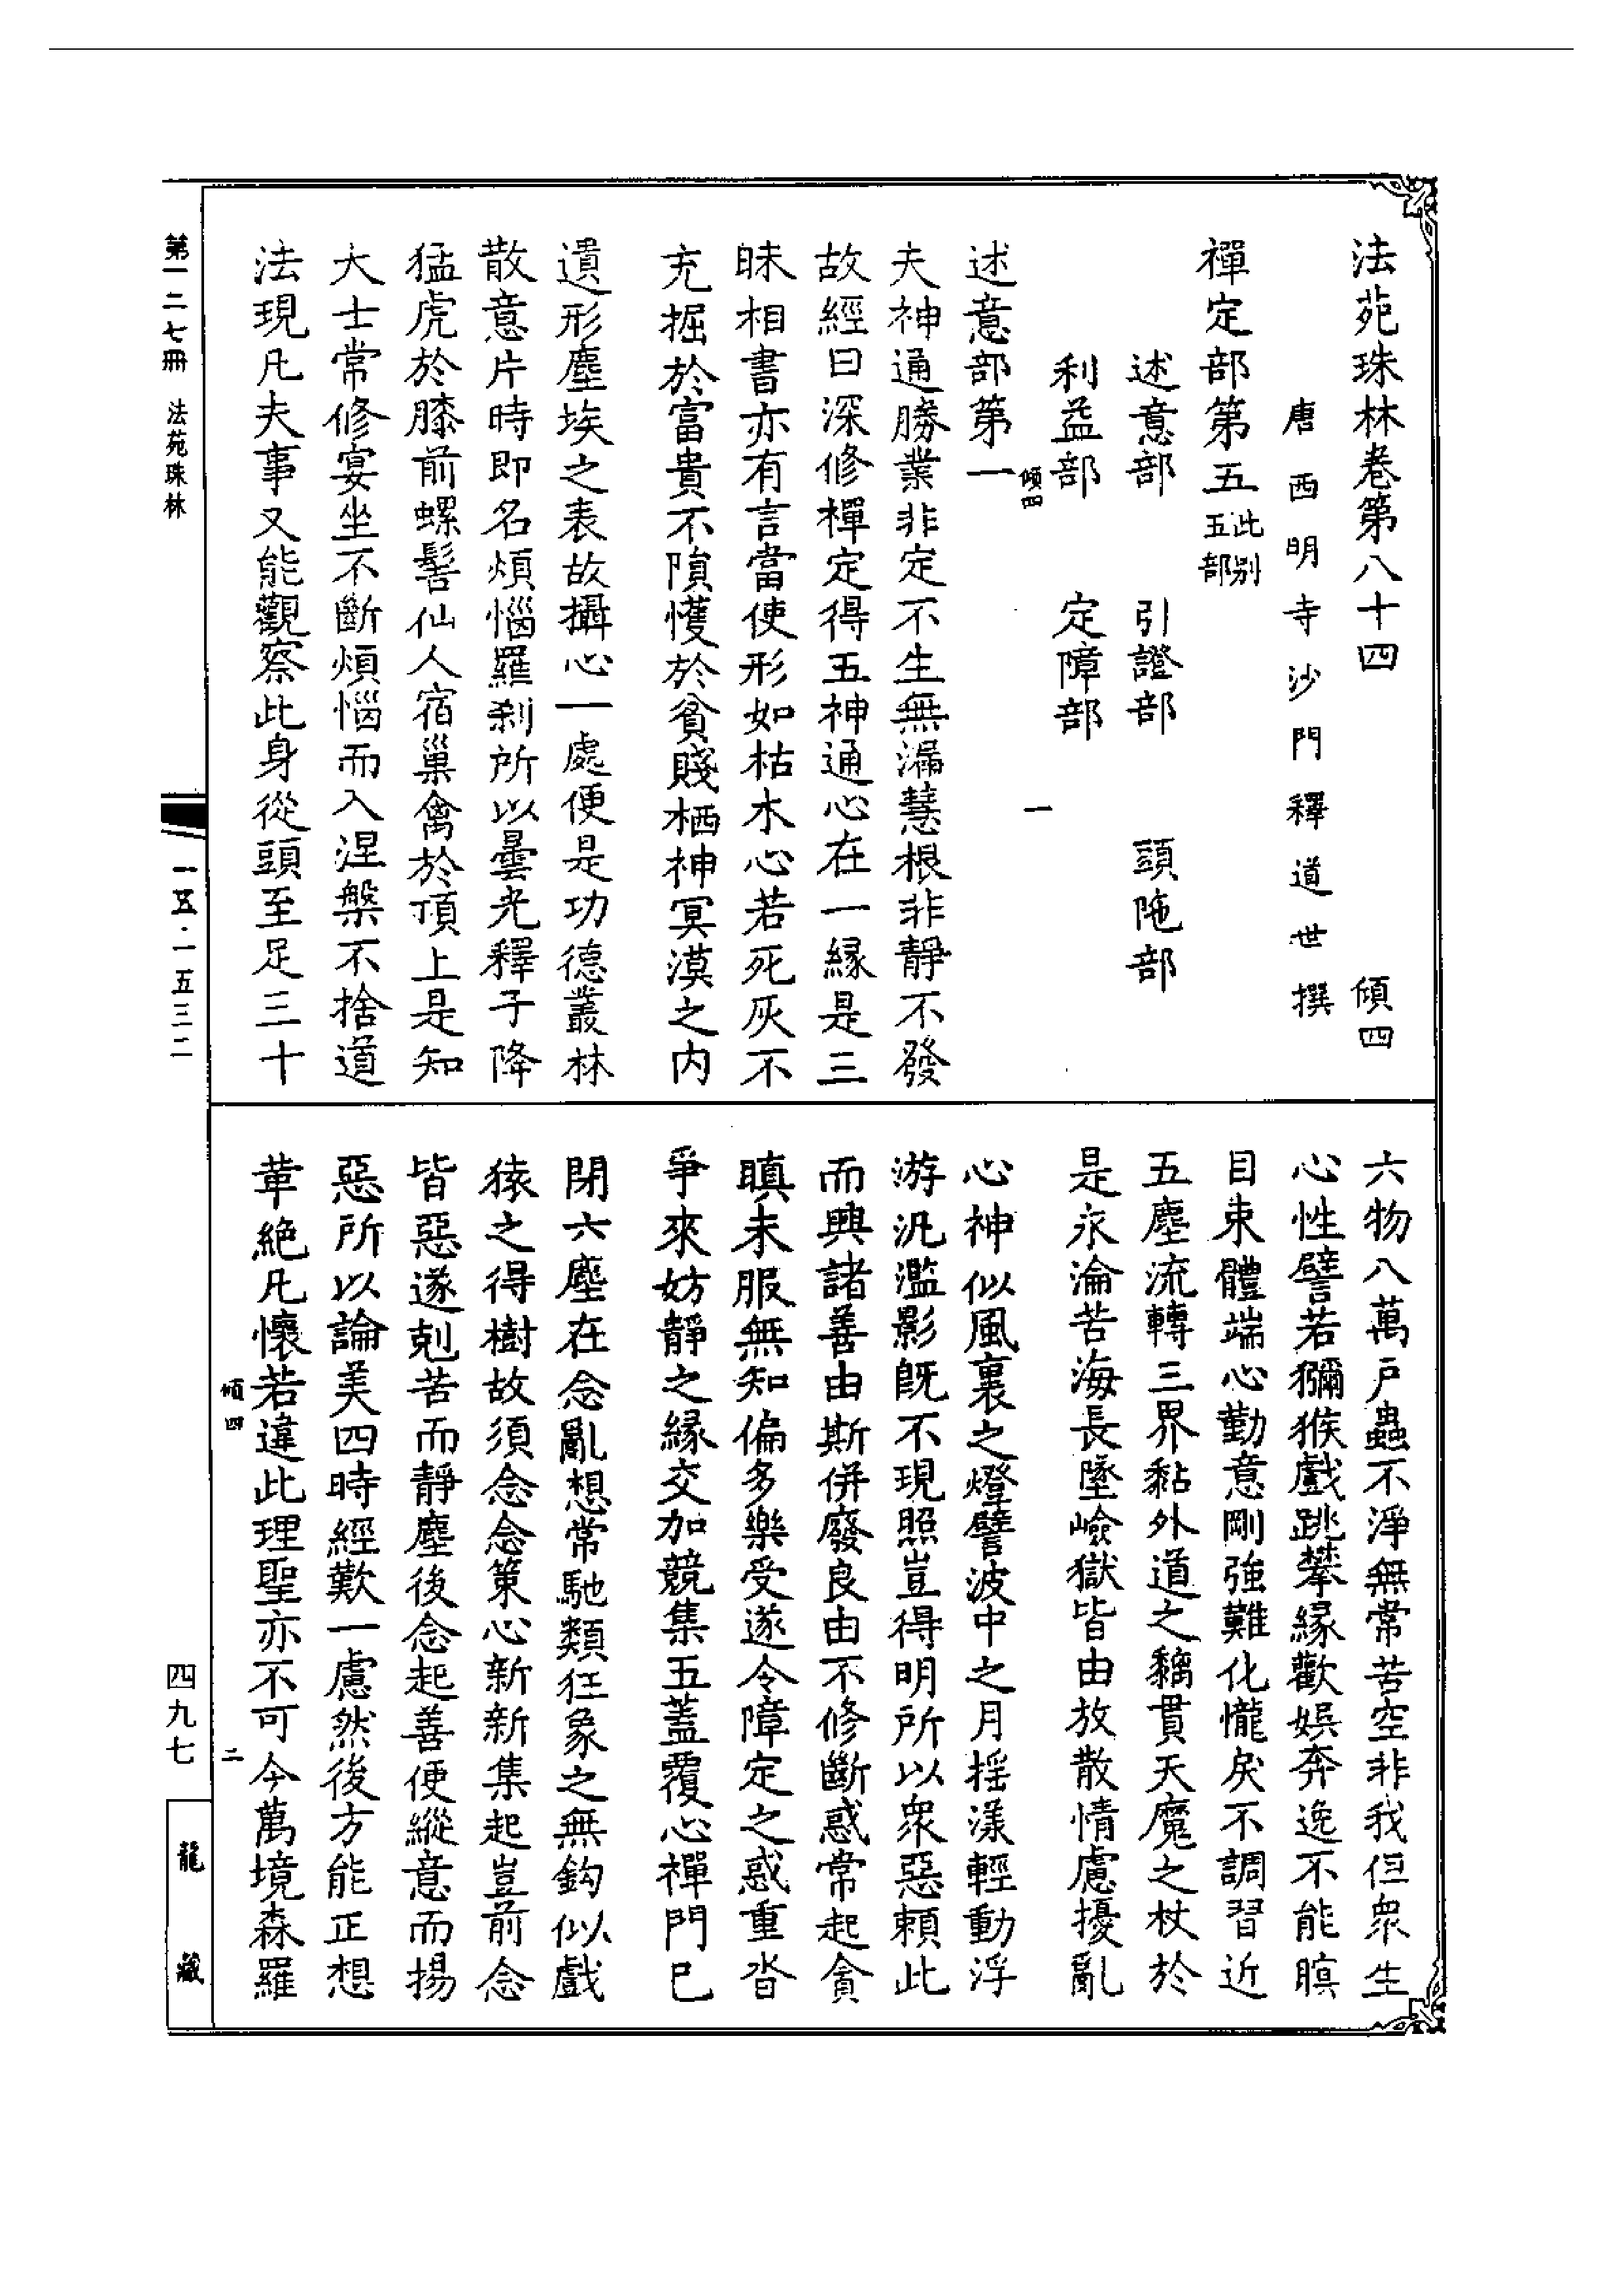 法苑珠林卷第八十四　傾四
唐西明寺沙門釋道世撰
禪定部第五此別五部
述意部　引證部　頭陁部
利益部　定障部
傾四　一
述意部第一
夫神通勝業非定不生無漏慧根非靜不發
故經曰深修禪定得五神通心在一緣是三
昧相書亦有言當使形如枯木心若死灰不
充掘於富貴不隕慢於貧賤栖神冥漠之內
遺形塵埃之表故攝心一處便是功德叢林
散意片時即名煩惱羅刹所以曇光釋子降
猛虎於膝前螺髻仙人宿巢禽於頂上是知
大士常修宴坐不斷煩惱而入涅槃不捨道
法現凡夫事又能觀察此身從頭至足三十
六物八萬戶蟲不淨無常苦空非我但眾生
心性譬若獼猴戲跳攀緣歡娛奔逸不能瞑
目束體端心勤意剛強難化㦬戾不調習近
五塵流轉三界黏外道之黐貫天魔之杖於
是永淪苦海長墜嶮獄皆由放散情慮擾亂
心神似風裏之燈譬波中之月搖漾輕動浮
游汎濫影既不現照豈得明所以眾惡賴此
而興諸善由斯併廢良由不修斷惑常起貪
瞋未服無知偏多樂受遂令障定之惑重沓
爭來妨靜之緣交加競集五蓋覆心禪門已
閉六塵在念亂想常馳類狂象之無鈎似戲
猿之得樹故須念念策心新新集起豈前念
皆惡遂剋苦而靜塵後念起善便縱意而揚
惡所以論美四時經歎一慮然後方能正想
革絕凡懷若違此理聖亦不可今萬境森羅
傾四　二
第一二七冊　法苑珠林
一五·一五三二
四九七
龍藏